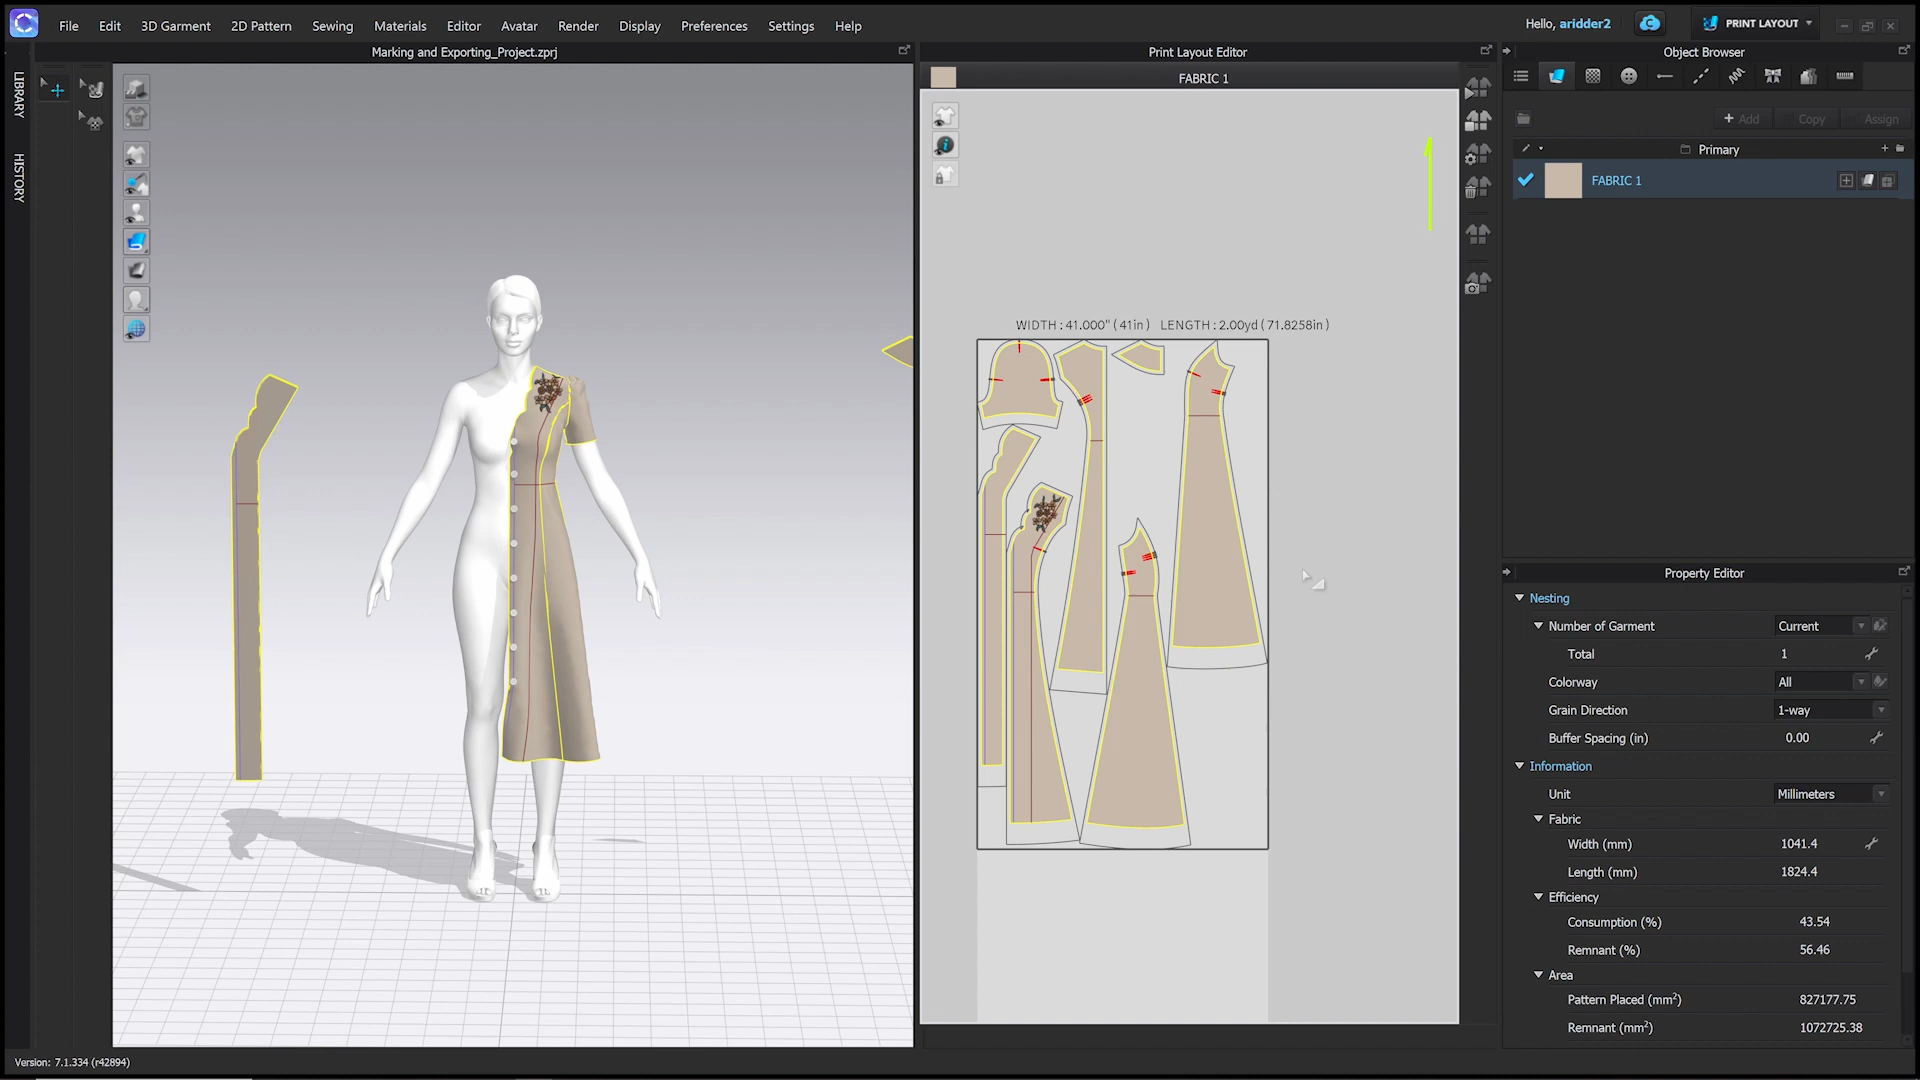 File Edit 3D Garment 2D Pattern Sewing Materials Editor Avatar Render Display Preferences Settings Help
Hello, aridder2
PRINT LAYOUT
Marking and Exporting_Project.zprj
Print Layout Editor
Object Browser
LIBRARY
HISTORY
FABRIC 1
+ Add Copy Assign
Primary
FABRIC 1
WIDTH : 41.000" ( 41in ) LENGTH : 2.00yd ( 71.8258in )
Property Editor
Nesting
Number of Garment Current
Total 1
Colorway All
Grain Direction 1-way
Buffer Spacing (in) 0.00
Information
Unit Millimeters
Fabric
Width (mm) 1041.4
Length (mm) 1824.4
Efficiency
Consumption (%) 43.54
Remnant (%) 56.46
Area
Pattern Placed (mm²) 827177.75
Remnant (mm²) 1072725.38
Version: 7.1.334 (r42894)